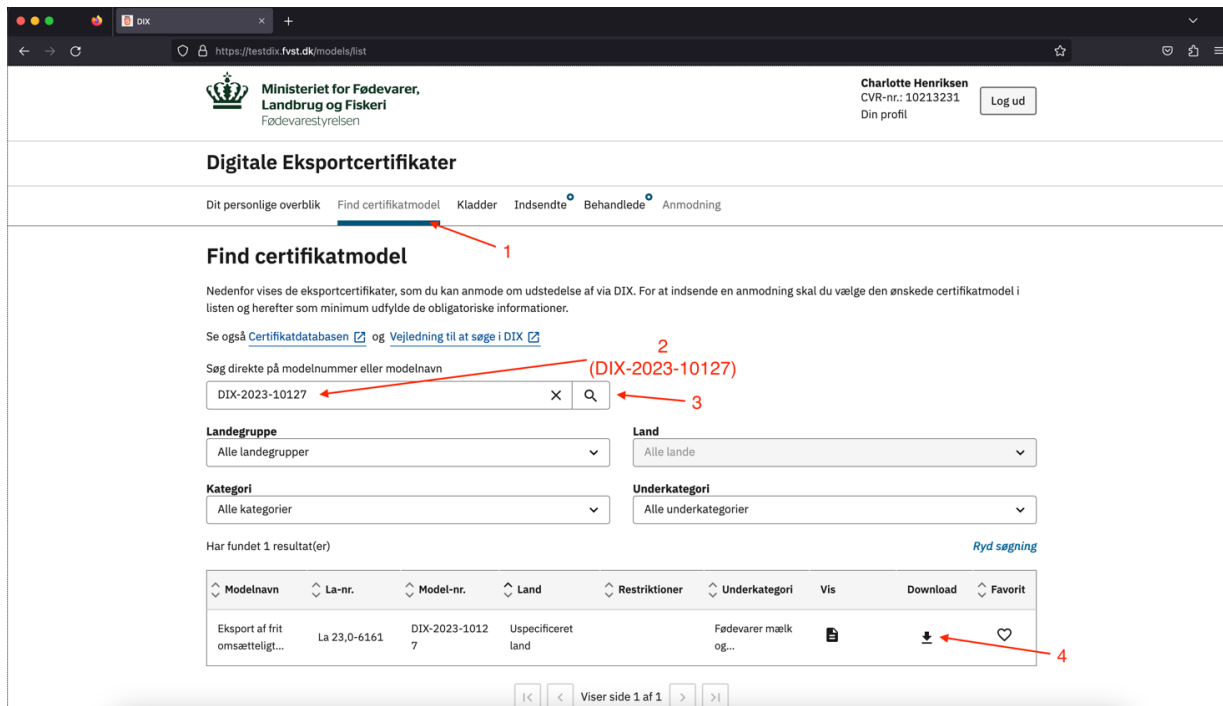 DIX
https://testdix.fvst.dk/models/list
Ministeriet for Fødevarer,
Landbrug og Fiskeri
Fødevarestyrelsen
Charlotte Henriksen
CVR-nr.: 10213231
Din profil
Log ud
Digitale Eksportcertifikater
Dit personlige overblik Find certifikatmodel Kladder Indsendte Behandlede Anmodning
1
Find certifikatmodel
Nedenfor vises de eksportcertifikater, som du kan anmode om udstedelse af via DIX. For at indsende en anmodning skal du vælge den ønskede certifikatmodel i
listen og herefter som minimum udfylde de obligatoriske informationer.
Se også Certifikatdatabasen og Vejledning til at søge i DIX
2
(DIX-2023-10127)
Søg direkte på modelnummer eller modelnavn
DIX-2023-10127
3
Landegruppe Land
Alle landegrupper Alle lande
Kategori Underkategori
Alle kategorier Alle underkategorier
Har fundet 1 resultat(er) Ryd søgning
Modelnavn La-nr. Model-nr. Land Restriktioner Underkategori Vis Download Favorit
Eksport af frit La 23,0-6161 DIX-2023-1012 Uspecificeret Fødevarer mælk
omsætteligt... 7 land og...
4
Viser side 1 af 1